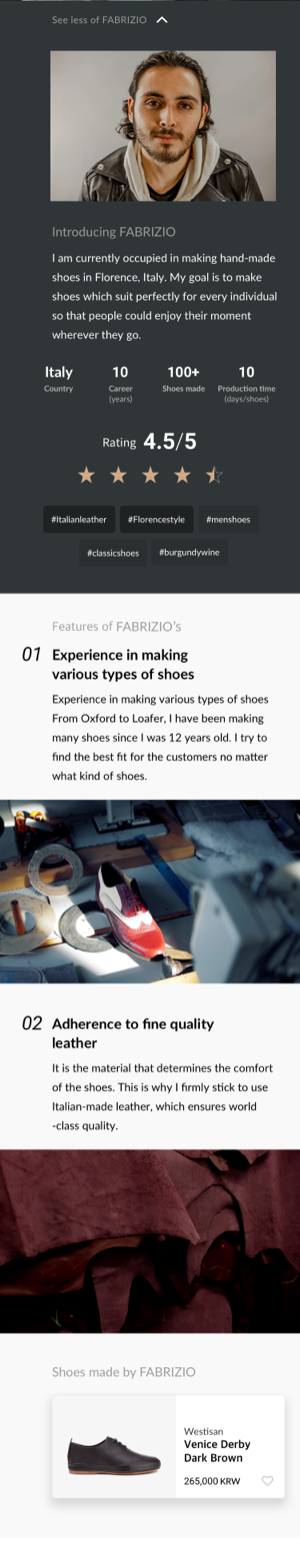 See less of FABRIZIO
Introducing FABRIZIO
I am currently occupied in making hand-made
shoes in Florence, Italy. My goal is to make
shoes which suit perfectly for every individual
so that people could enjoy their moment
wherever they go.
Italy 10 100+ 10
Country Career Shoes made Production time
(years) (days/shoes)
Rating 4.5/5
#Italianleather #Florencestyle #menshoes
#classicshoes #burgundywine
Features of FABRIZIO's
01 Experience in making
various types of shoes
Experience in making various types of shoes
From Oxford to Loafer, I have been making
many shoes since I was 12 years old. I try to
find the best fit for the customers no matter
what kind of shoes.
02 Adherence to fine quality
leather
It is the material that determines the comfort
of the shoes. This is why I firmly stick to use
Italian-made leather, which ensures world
-class quality.
Shoes made by FABRIZIO
Westisan
Venice Derby
Dark Brown
265,000 KRW